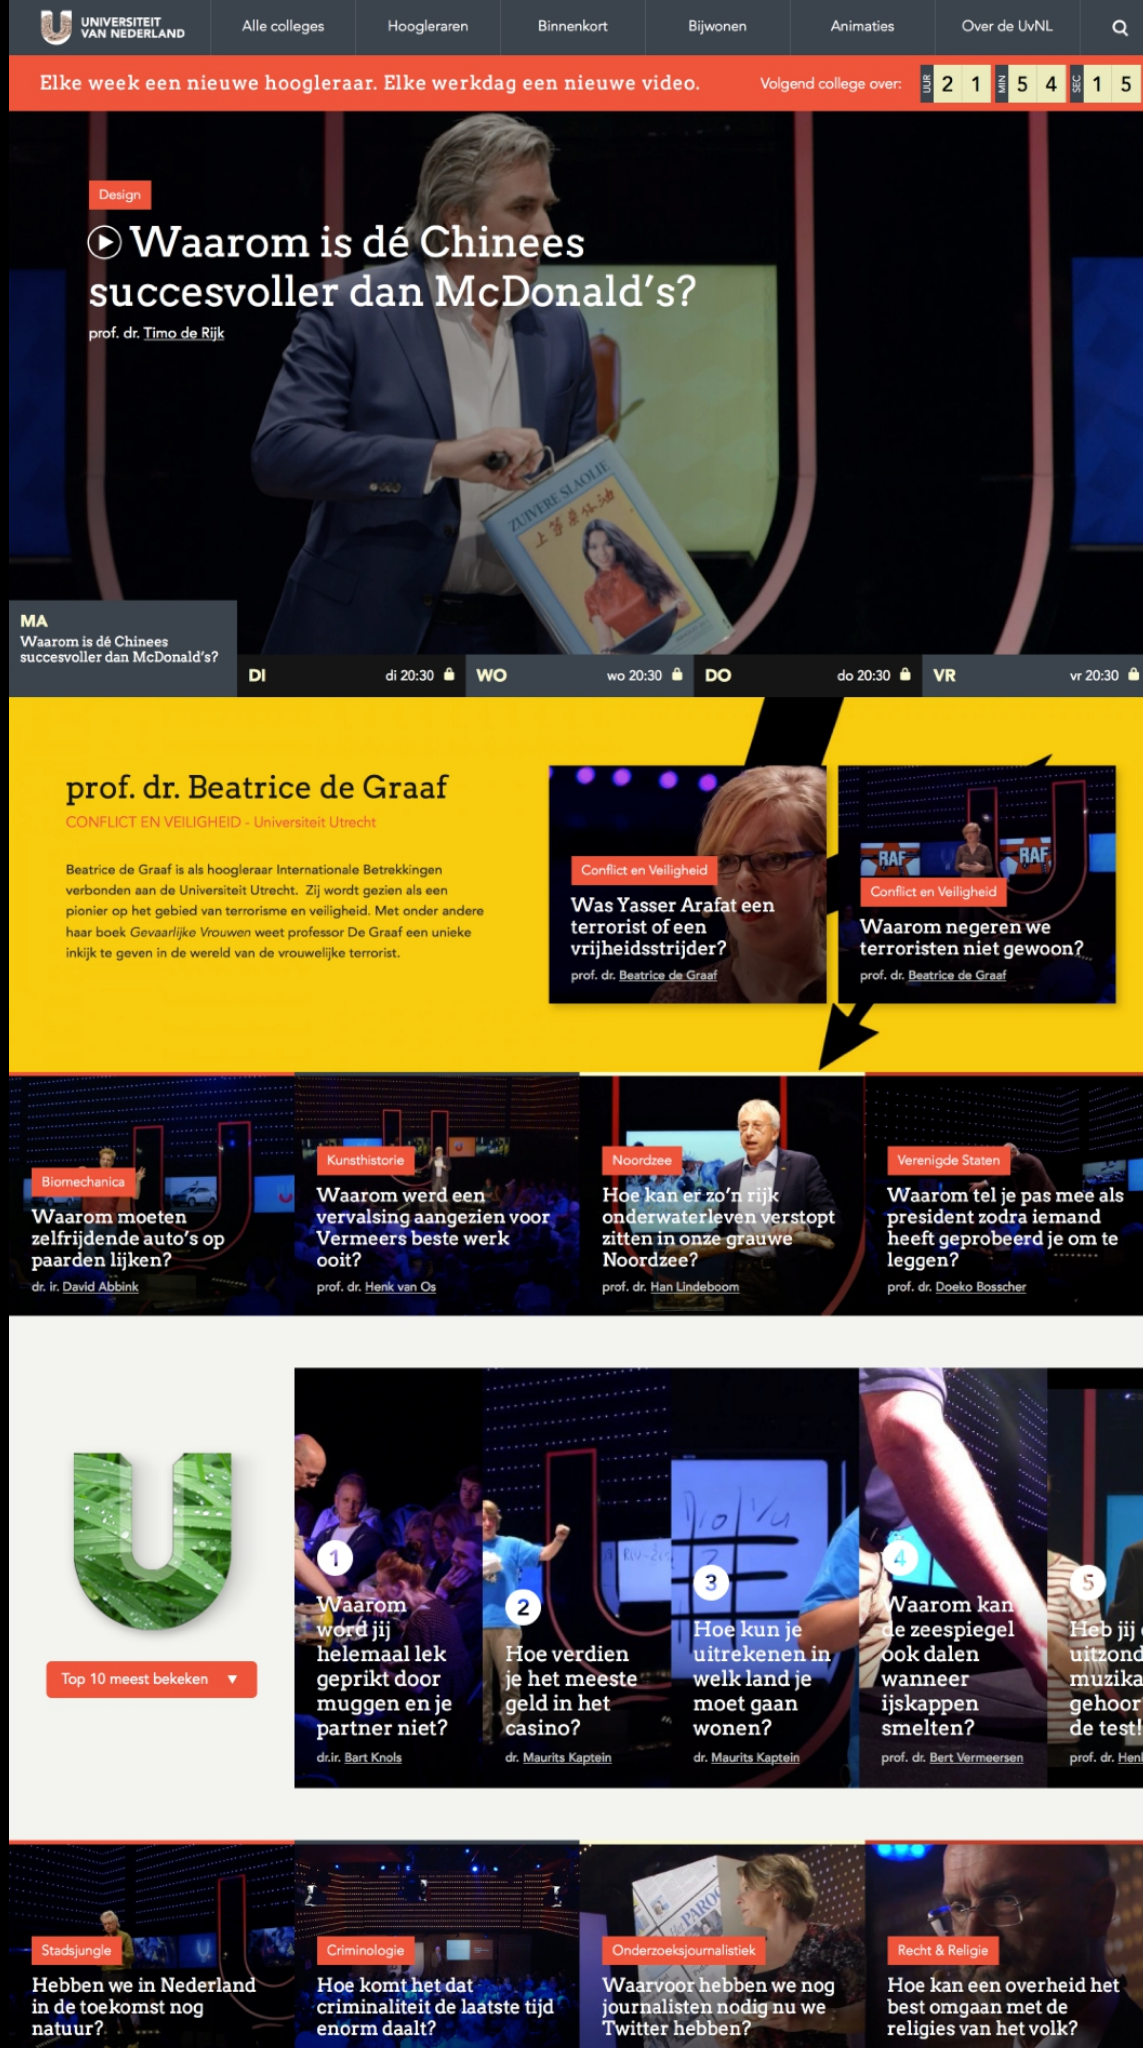 UNIVERSITEIT
VAN NEDERLAND
Alle colleges
Hoogleraren
Binnenkort
Bijwonen
Animaties
Over de UvNL
Elke week een nieuwe hoogleraar. Elke werkdag een nieuwe video.
Volgend college over:
UUR 2 1 MIN 5 4 SEC 1 5
Design
Waarom is dé Chinees
succesvoller dan McDonald's?
prof. dr. Timo de Rijk
ZUIVERE SLAOLIE
MA
Waarom is dé Chinees
succesvoller dan McDonald's?
DI di 20:30
WO wo 20:30
DO do 20:30
VR vr 20:30
prof. dr. Beatrice de Graaf
CONFLICT EN VEILIGHEID - Universiteit Utrecht
Beatrice de Graaf is als hoogleraar Internationale Betrekkingen
verbonden aan de Universiteit Utrecht. Zij wordt gezien als een
pionier op het gebied van terrorisme en veiligheid. Met onder andere
haar boek Gevaarlijke Vrouwen weet professor De Graaf een unieke
inkijk te geven in de wereld van de vrouwelijke terrorist.
Conflict en Veiligheid
Was Yasser Arafat een
terrorist of een
vrijheidsstrijder?
prof. dr. Beatrice de Graaf
RAF
RAF
Conflict en Veiligheid
Waarom negeren we
terroristen niet gewoon?
prof. dr. Beatrice de Graaf
Biomechanica
Waarom moeten
zelfrijdende auto's op
paarden lijken?
dr. ir. David Abbink
Kunsthistorie
Waarom werd een
vervalsing aangezien voor
Vermeers beste werk
ooit?
prof. dr. Henk van Os
Noordzee
Hoe kan er zo'n rijk
onderwaterleven verstopt
zitten in onze grauwe
Noordzee?
prof. dr. Han Lindeboom
Verenigde Staten
Waarom tel je pas mee als
president zodra iemand
heeft geprobeerd je om te
leggen?
prof. dr. Doeko Bosscher
Top 10 meest bekeken
1
Waarom
word jij
helemaal lek
geprikt door
muggen en je
partner niet?
dr.ir. Bart Knols
2
Hoe verdien
je het meeste
geld in het
casino?
dr. Maurits Kaptein
3
Hoe kun je
uitrekenen in
welk land je
moet gaan
wonen?
dr. Maurits Kaptein
4
Waarom kan
de zeespiegel
ook dalen
wanneer
ijskappen
smelten?
prof. dr. Bert Vermeersen
5
Heb jij
uitzond
muzika
gehoor
de test!
prof. dr. Henk
Stadsjungle
Hebben we in Nederland
in de toekomst nog
natuur?
Criminologie
Hoe komt het dat
criminaliteit de laatste tijd
enorm daalt?
Het PAROO
Onderzoeksjournalistiek
Waarvoor hebben we nog
journalisten nodig nu we
Twitter hebben?
Recht & Religie
Hoe kan een overheid het
best omgaan met de
religies van het volk?